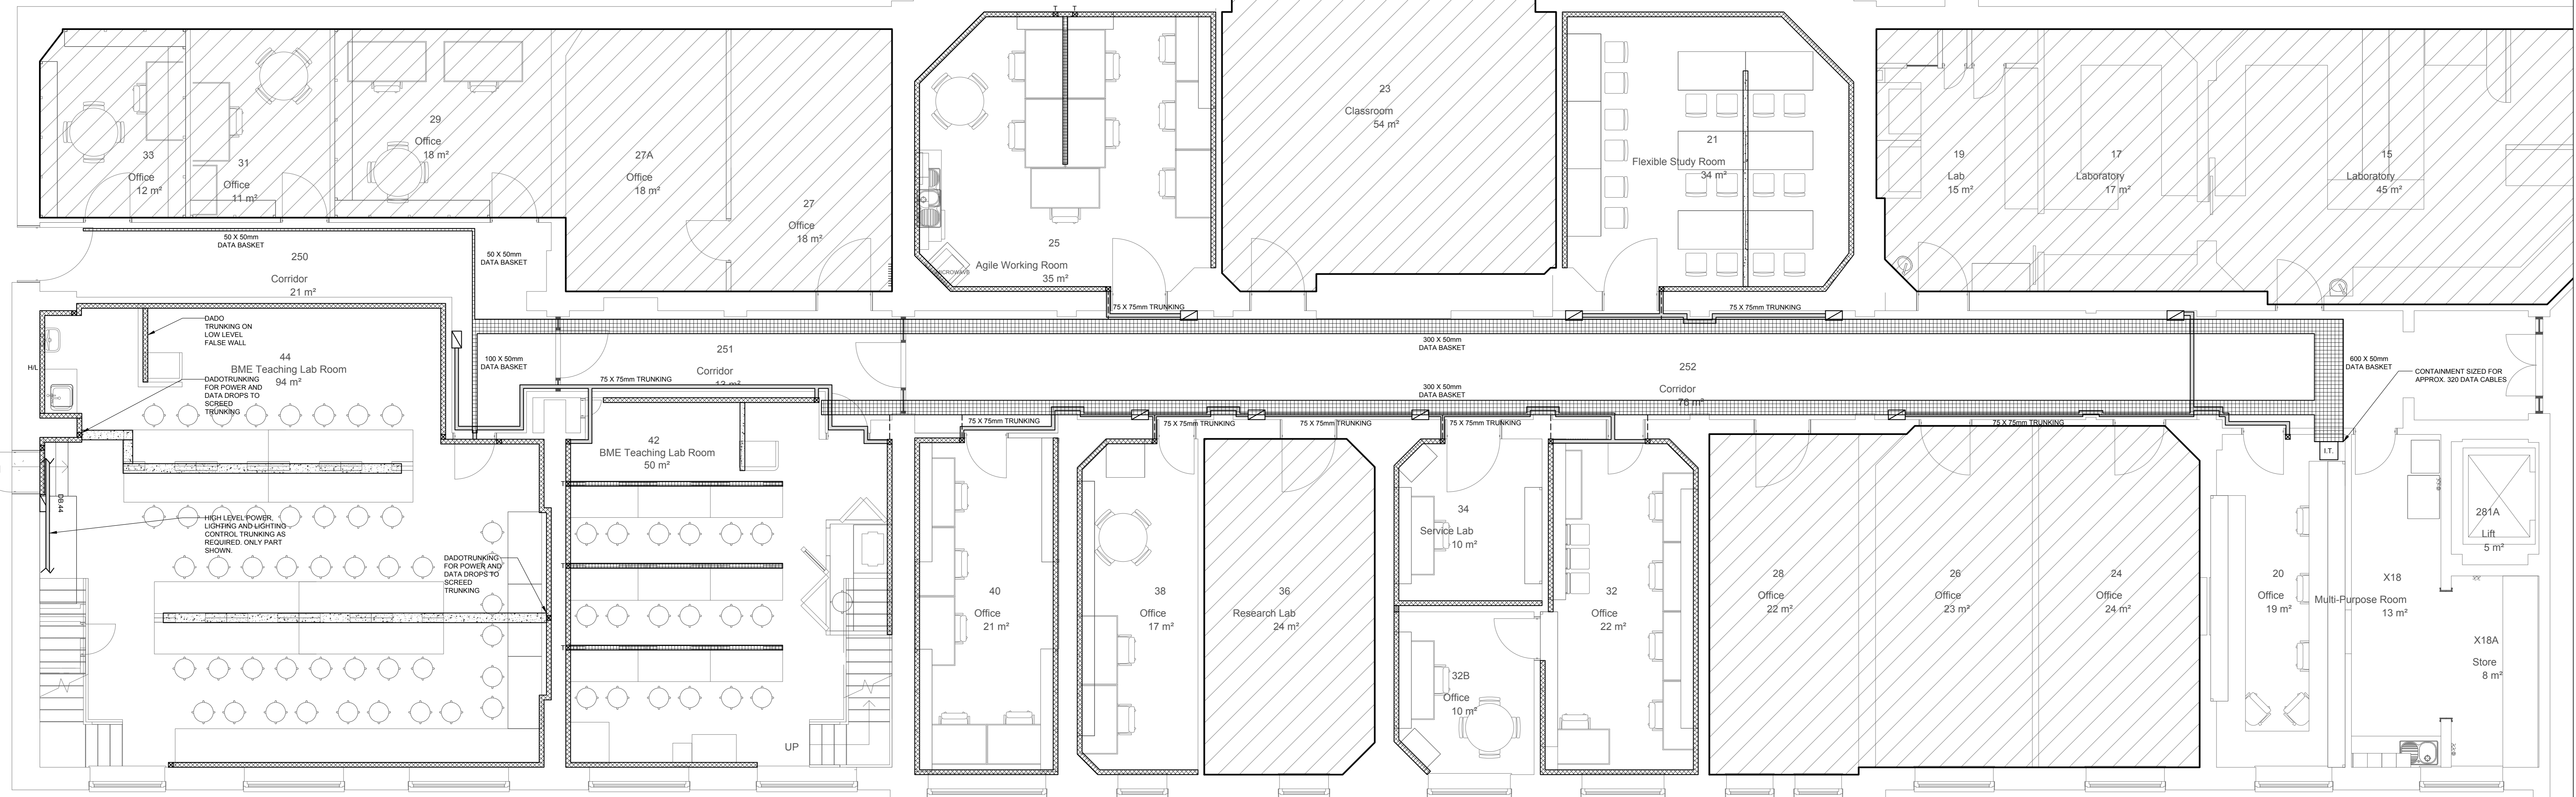 T T
33
Office
12 m²
31
Office
11 m²
29
Office
18 m²
27A
Office
18 m²
27
Office
18 m²
25
Agile Working Room
35 m²
MICROWAVE
23
Classroom
54 m²
21
Flexible Study Room
34 m²
19
Lab
15 m²
17
Laboratory
17 m²
15
Laboratory
45 m²
50 X 50mm
DATA BASKET
50 X 50mm
DATA BASKET
250
Corridor
21 m²
75 X 75mm TRUNKING
75 X 75mm TRUNKING
DADO
TRUNKING ON
LOW LEVEL
FALSE WALL
H/L
44
BME Teaching Lab Room
94 m²
DADOTRUNKING
FOR POWER AND
DATA DROPS TO
SCREED
TRUNKING
100 X 50mm
DATA BASKET
251
Corridor
13 m²
75 X 75mm TRUNKING
300 X 50mm
DATA BASKET
300 X 50mm
DATA BASKET
252
Corridor
76 m²
600 X 50mm
DATA BASKET
CONTAINMENT SIZED FOR
APPROX. 320 DATA CABLES
75 X 75mm TRUNKING
75 X 75mm TRUNKING
75 X 75mm TRUNKING
75 X 75mm TRUNKING
75 X 75mm TRUNKING
I.T.
DB.44
HIGH LEVEL POWER,
LIGHTING AND LIGHTING
CONTROL TRUNKING AS
REQUIRED. ONLY PART
SHOWN.
DADOTRUNKING
FOR POWER AND
DATA DROPS TO
SCREED
TRUNKING
42
BME Teaching Lab Room
50 m²
T
T
T
UP
40
Office
21 m²
38
Office
17 m²
36
Research Lab
24 m²
34
Service Lab
10 m²
32B
Office
10 m²
32
Office
22 m²
28
Office
22 m²
26
Office
23 m²
24
Office
24 m²
20
Office
19 m²
X18
Multi-Purpose Room
13 m²
281A
Lift
5 m²
X18A
Store
8 m²